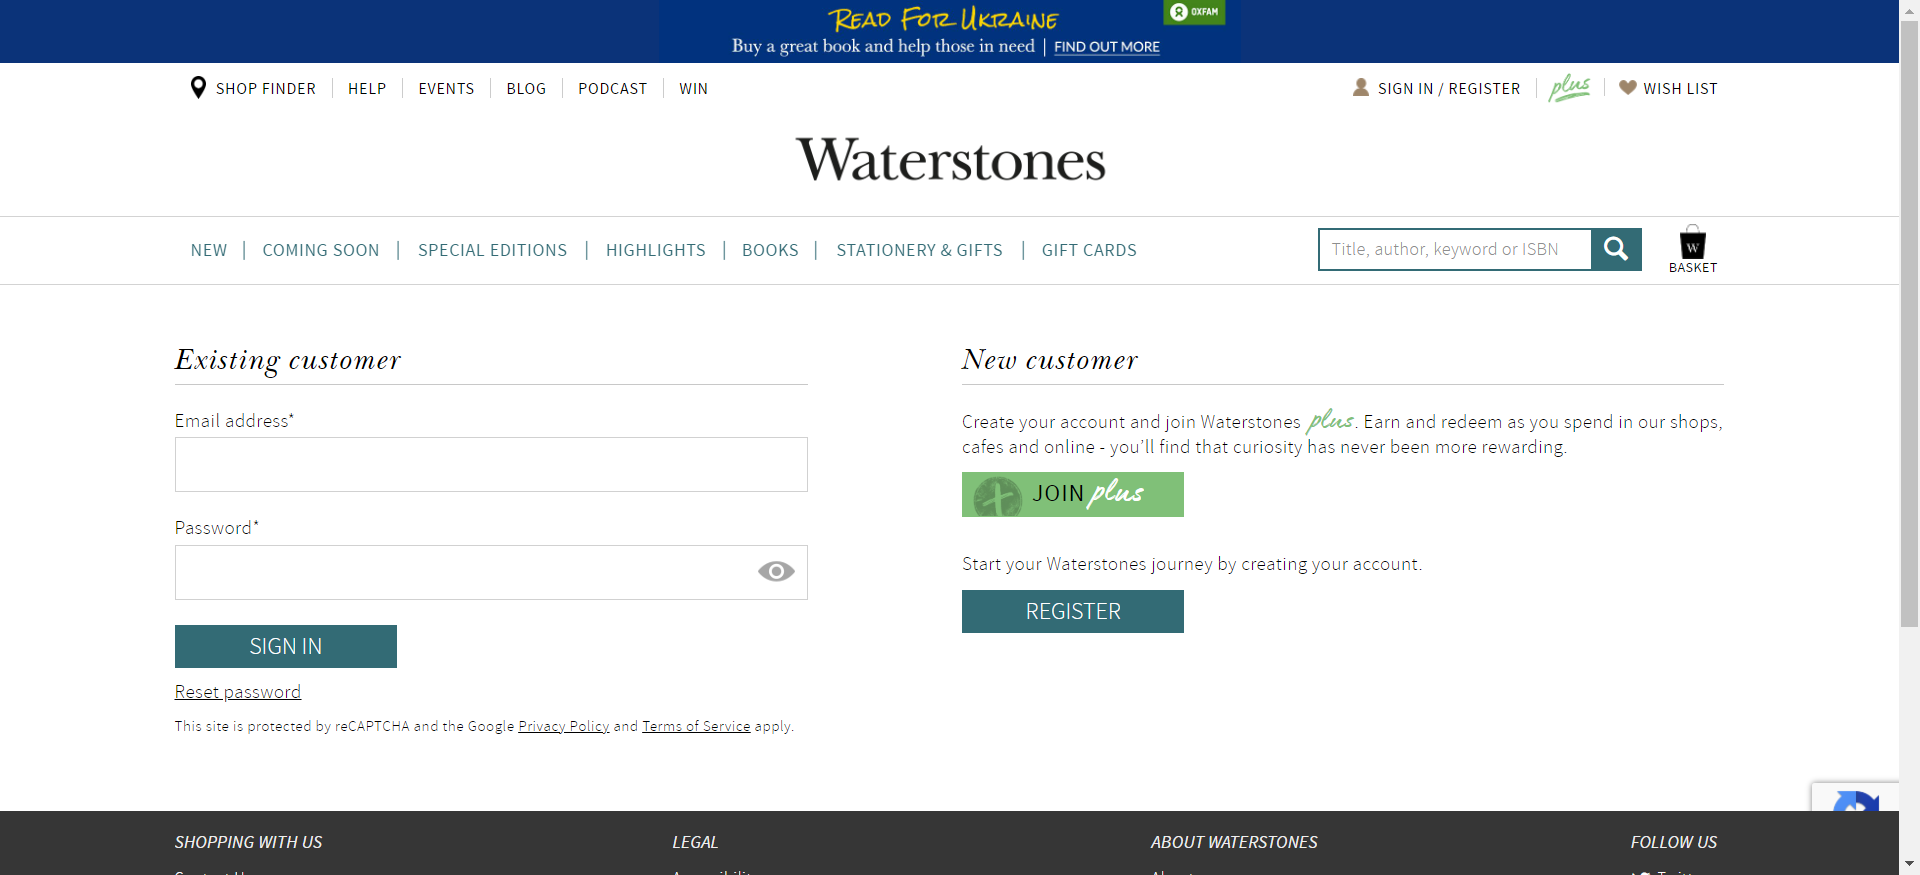 READ FOR UKRAINE
OXFAM
Buy a great book and help those in need | FIND OUT MORE
SHOP FINDER
HELP
EVENTS
BLOG
PODCAST
WIN
SIGN IN / REGISTER
plus
WISH LIST
Waterstones
NEW | COMING SOON | SPECIAL EDITIONS | HIGHLIGHTS | BOOKS | STATIONERY & GIFTS | GIFT CARDS
Title, author, keyword or ISBN
W
BASKET
Existing customer
Email address*
Password*
SIGN IN
Reset password
This site is protected by reCAPTCHA and the Google Privacy Policy and Terms of Service apply.
New customer
Create your account and join Waterstones plus. Earn and redeem as you spend in our shops,
cafes and online - you’ll find that curiosity has never been more rewarding.
JOIN plus
Start your Waterstones journey by creating your account.
REGISTER
SHOPPING WITH US
LEGAL
ABOUT WATERSTONES
FOLLOW US